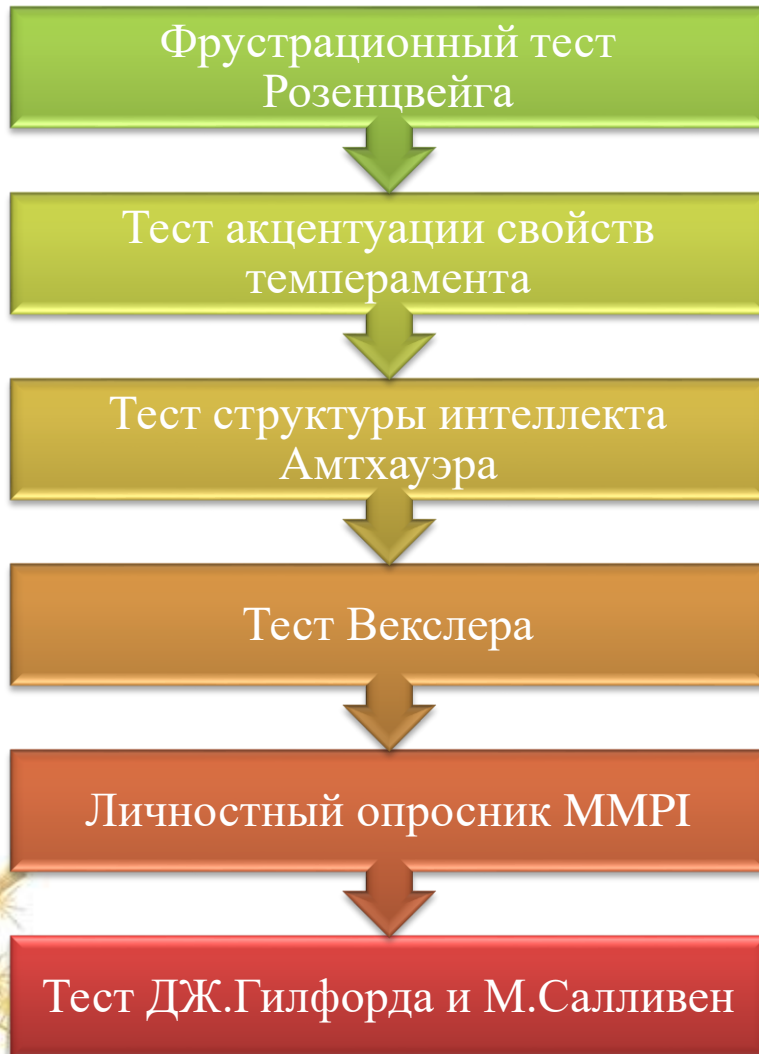 Фрустрационный тест
Розенцвейга
Тест акцентуации свойств
темперамента
Тест структуры интеллекта
Амтхауэра
Тест Векслера
Личностный опросник MMPI
Тест ДЖ.Гилфорда и М.Салливен